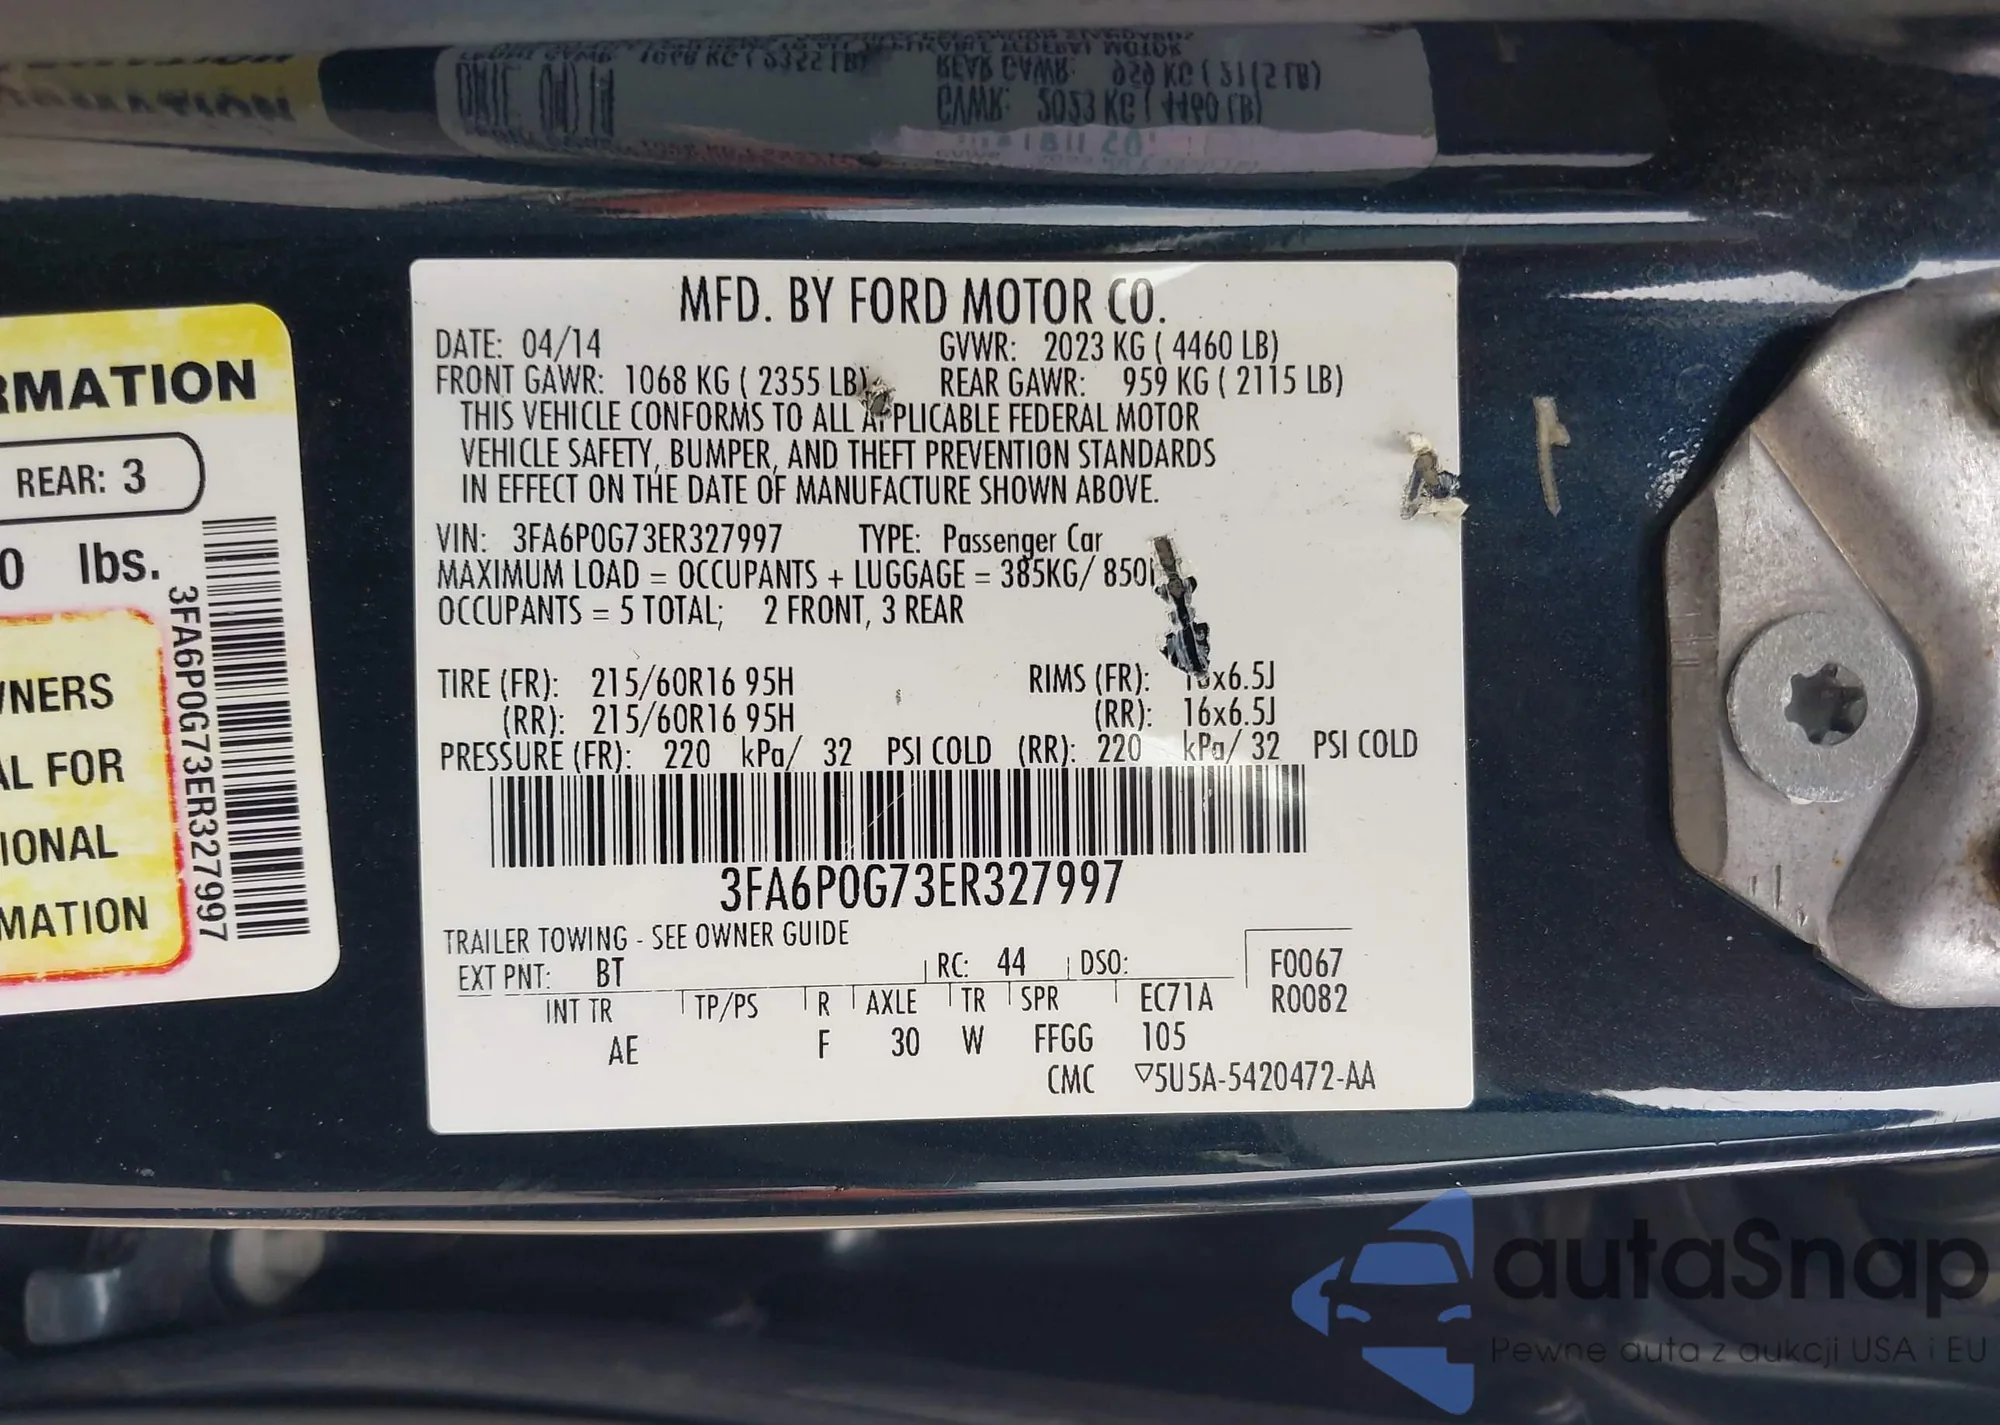 RMATION
REAR: 3
0 lbs.
WNERS
AL FOR
IONAL
MATION
3FA6P0G73ER327997
MFD. BY FORD MOTOR CO.
DATE: 04/14 GVWR: 2023 KG ( 4460 LB)
FRONT GAWR: 1068 KG ( 2355 LB) REAR GAWR: 959 KG ( 2115 LB)
THIS VEHICLE CONFORMS TO ALL APPLICABLE FEDERAL MOTOR
VEHICLE SAFETY, BUMPER, AND THEFT PREVENTION STANDARDS
IN EFFECT ON THE DATE OF MANUFACTURE SHOWN ABOVE.
VIN: 3FA6P0G73ER327997 TYPE: Passenger Car
MAXIMUM LOAD = OCCUPANTS + LUGGAGE = 385KG/ 850
OCCUPANTS = 5 TOTAL; 2 FRONT, 3 REAR
TIRE (FR): 215/60R16 95H RIMS (FR): 16x6.5J
(RR): 215/60R16 95H (RR): 16x6.5J
PRESSURE (FR): 220 kPa/ 32 PSI COLD (RR): 220 kPa/ 32 PSI COLD
3FA6P0G73ER327997
TRAILER TOWING - SEE OWNER GUIDE
EXT PNT: BT RC: 44 DSO: F0067
INT TR TP/PS R AXLE TR SPR EC71A R0082
AE F 30 W FFGG 105
CMC ▽5U5A-5420472-AA
autaSnap
Pewne auta z aukcji USA i EU